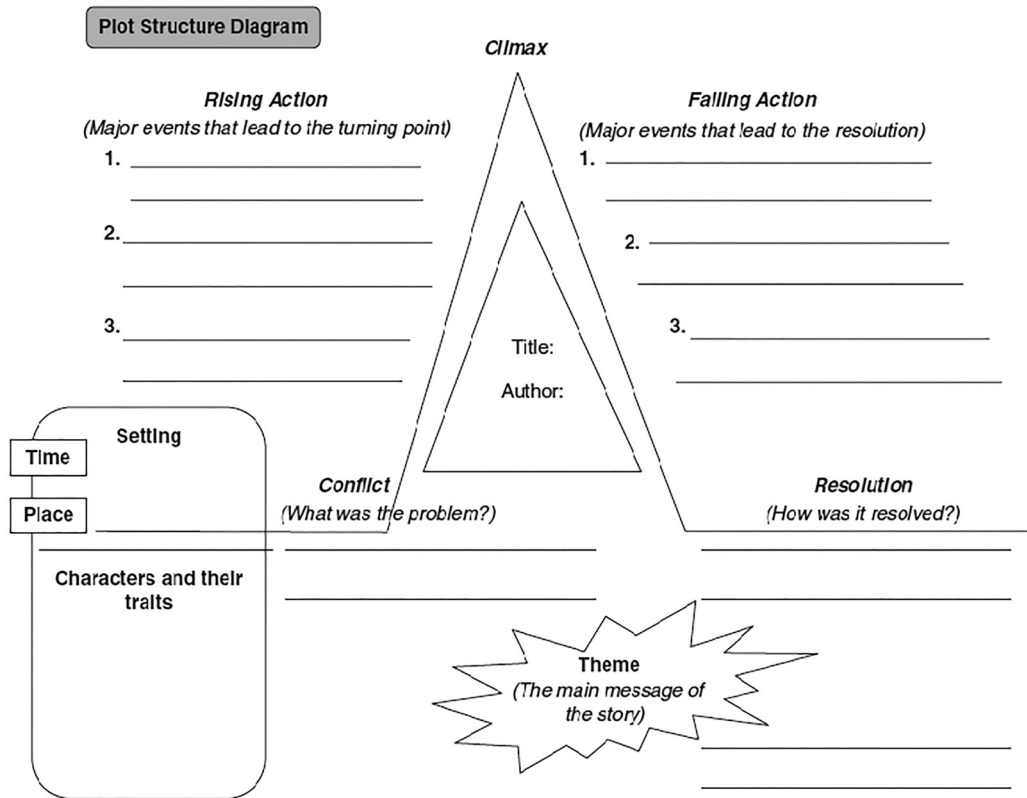 Plot Structure Diagram
Climax
Rising Action
(Major events that lead to the turning point)
1.
2.
3.
Falling Action
(Major events that lead to the resolution)
1.
2.
3.
Title:
Author:
Setting
Time
Place
Characters and their
traits
Conflict
(What was the problem?)
Resolution
(How was it resolved?)
Theme
(The main message of
the story)